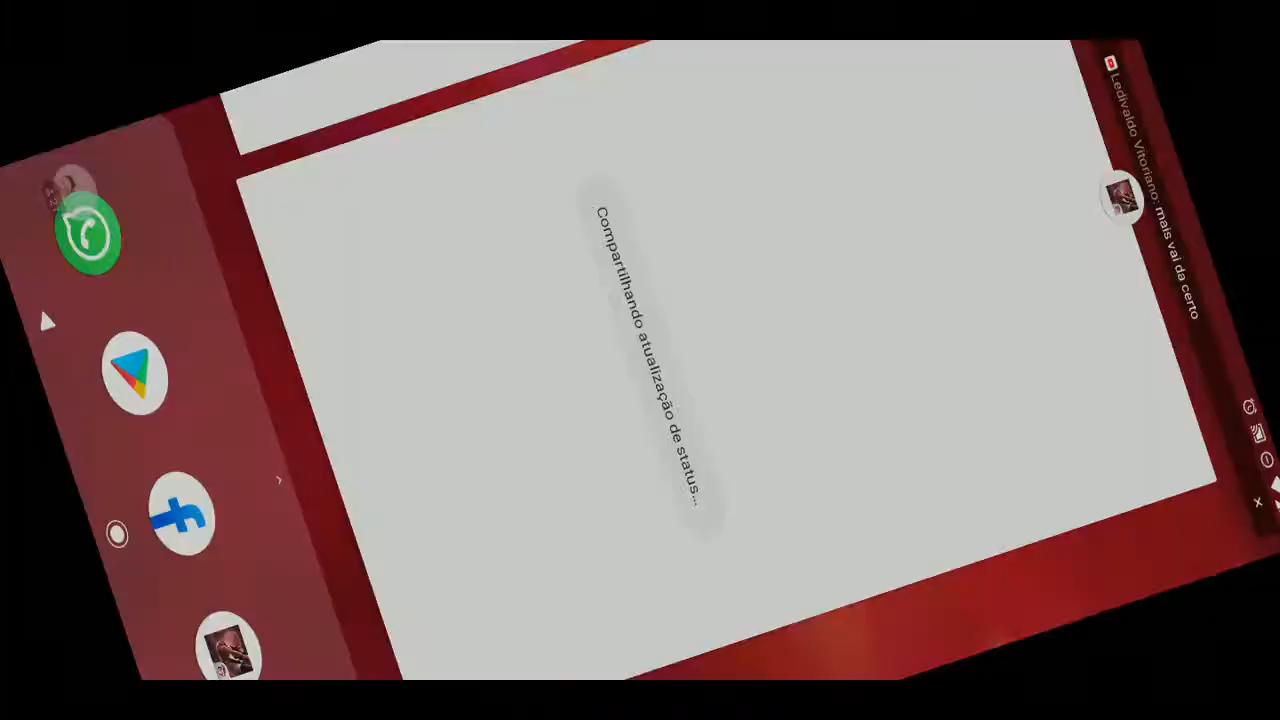 Ledivaldo Vitoriano: mais vai da certo
Compartilhando atualização de status...